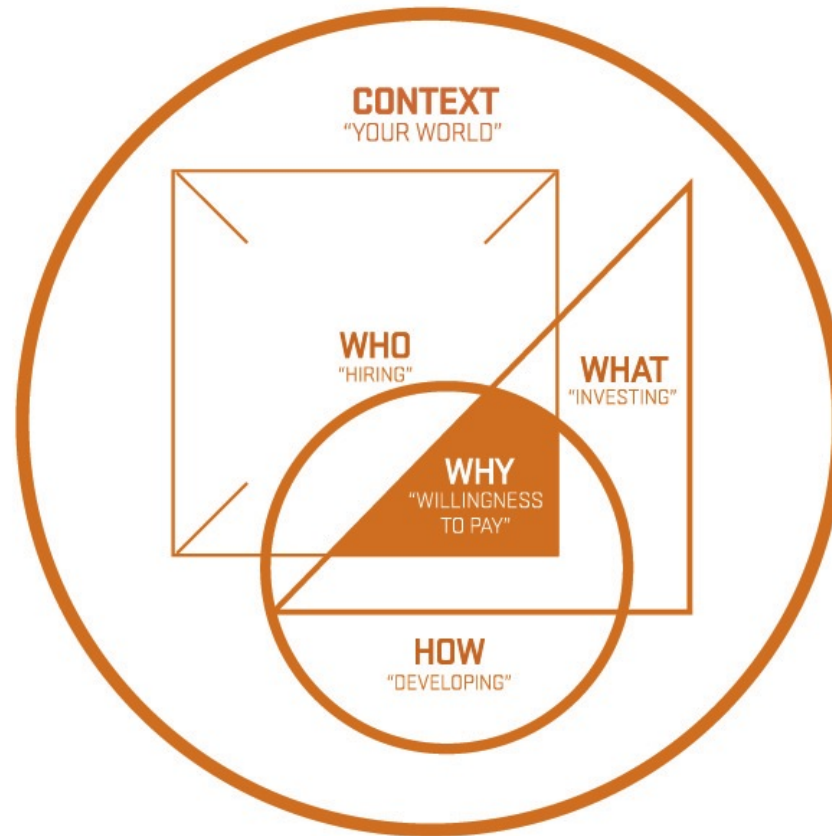 CONTEXT
“YOUR WORLD”
WHO
“HIRING”
WHAT
“INVESTING”
WHY
“WILLINGNESS
TO PAY”
HOW
“DEVELOPING”